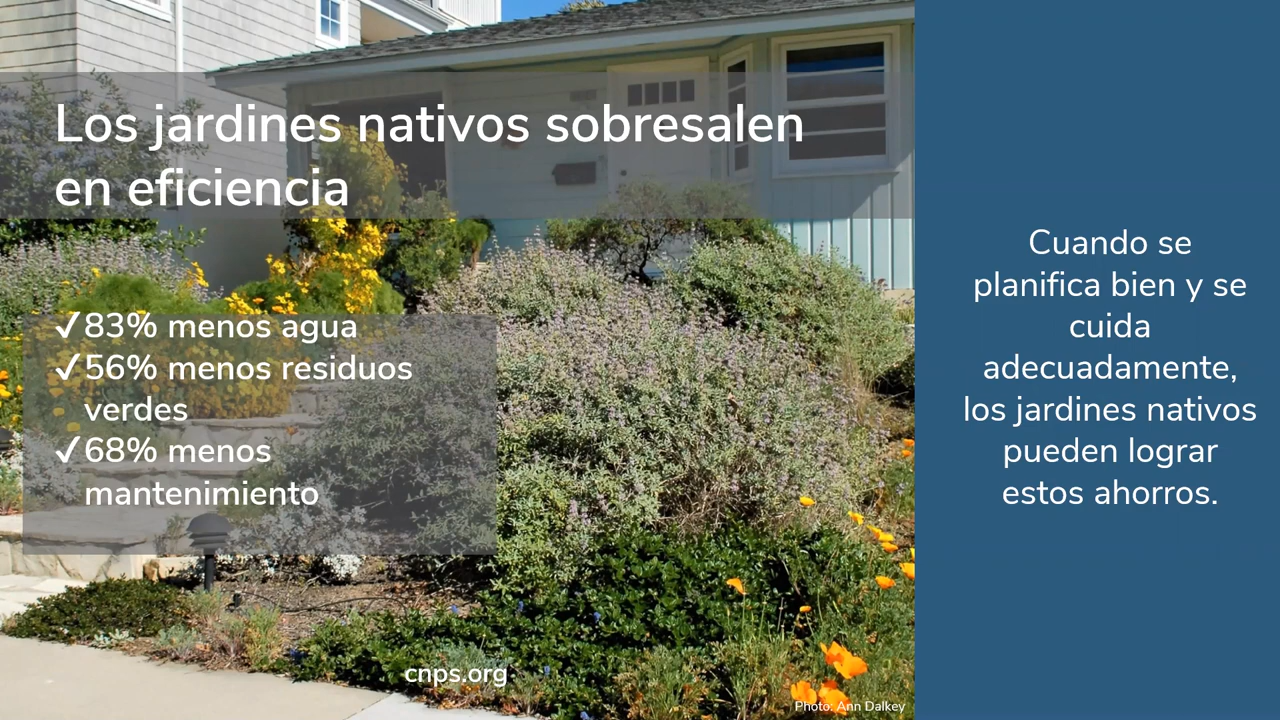 Los jardines nativos sobresalen
en eficiencia
✓83% menos agua
✓56% menos residuos
verdes
✓68% menos
mantenimiento
Cuando se
planifica bien y se
cuida
adecuadamente,
los jardines nativos
pueden lograr
estos ahorros.
cnps.org
Photo: Ann Dalkey